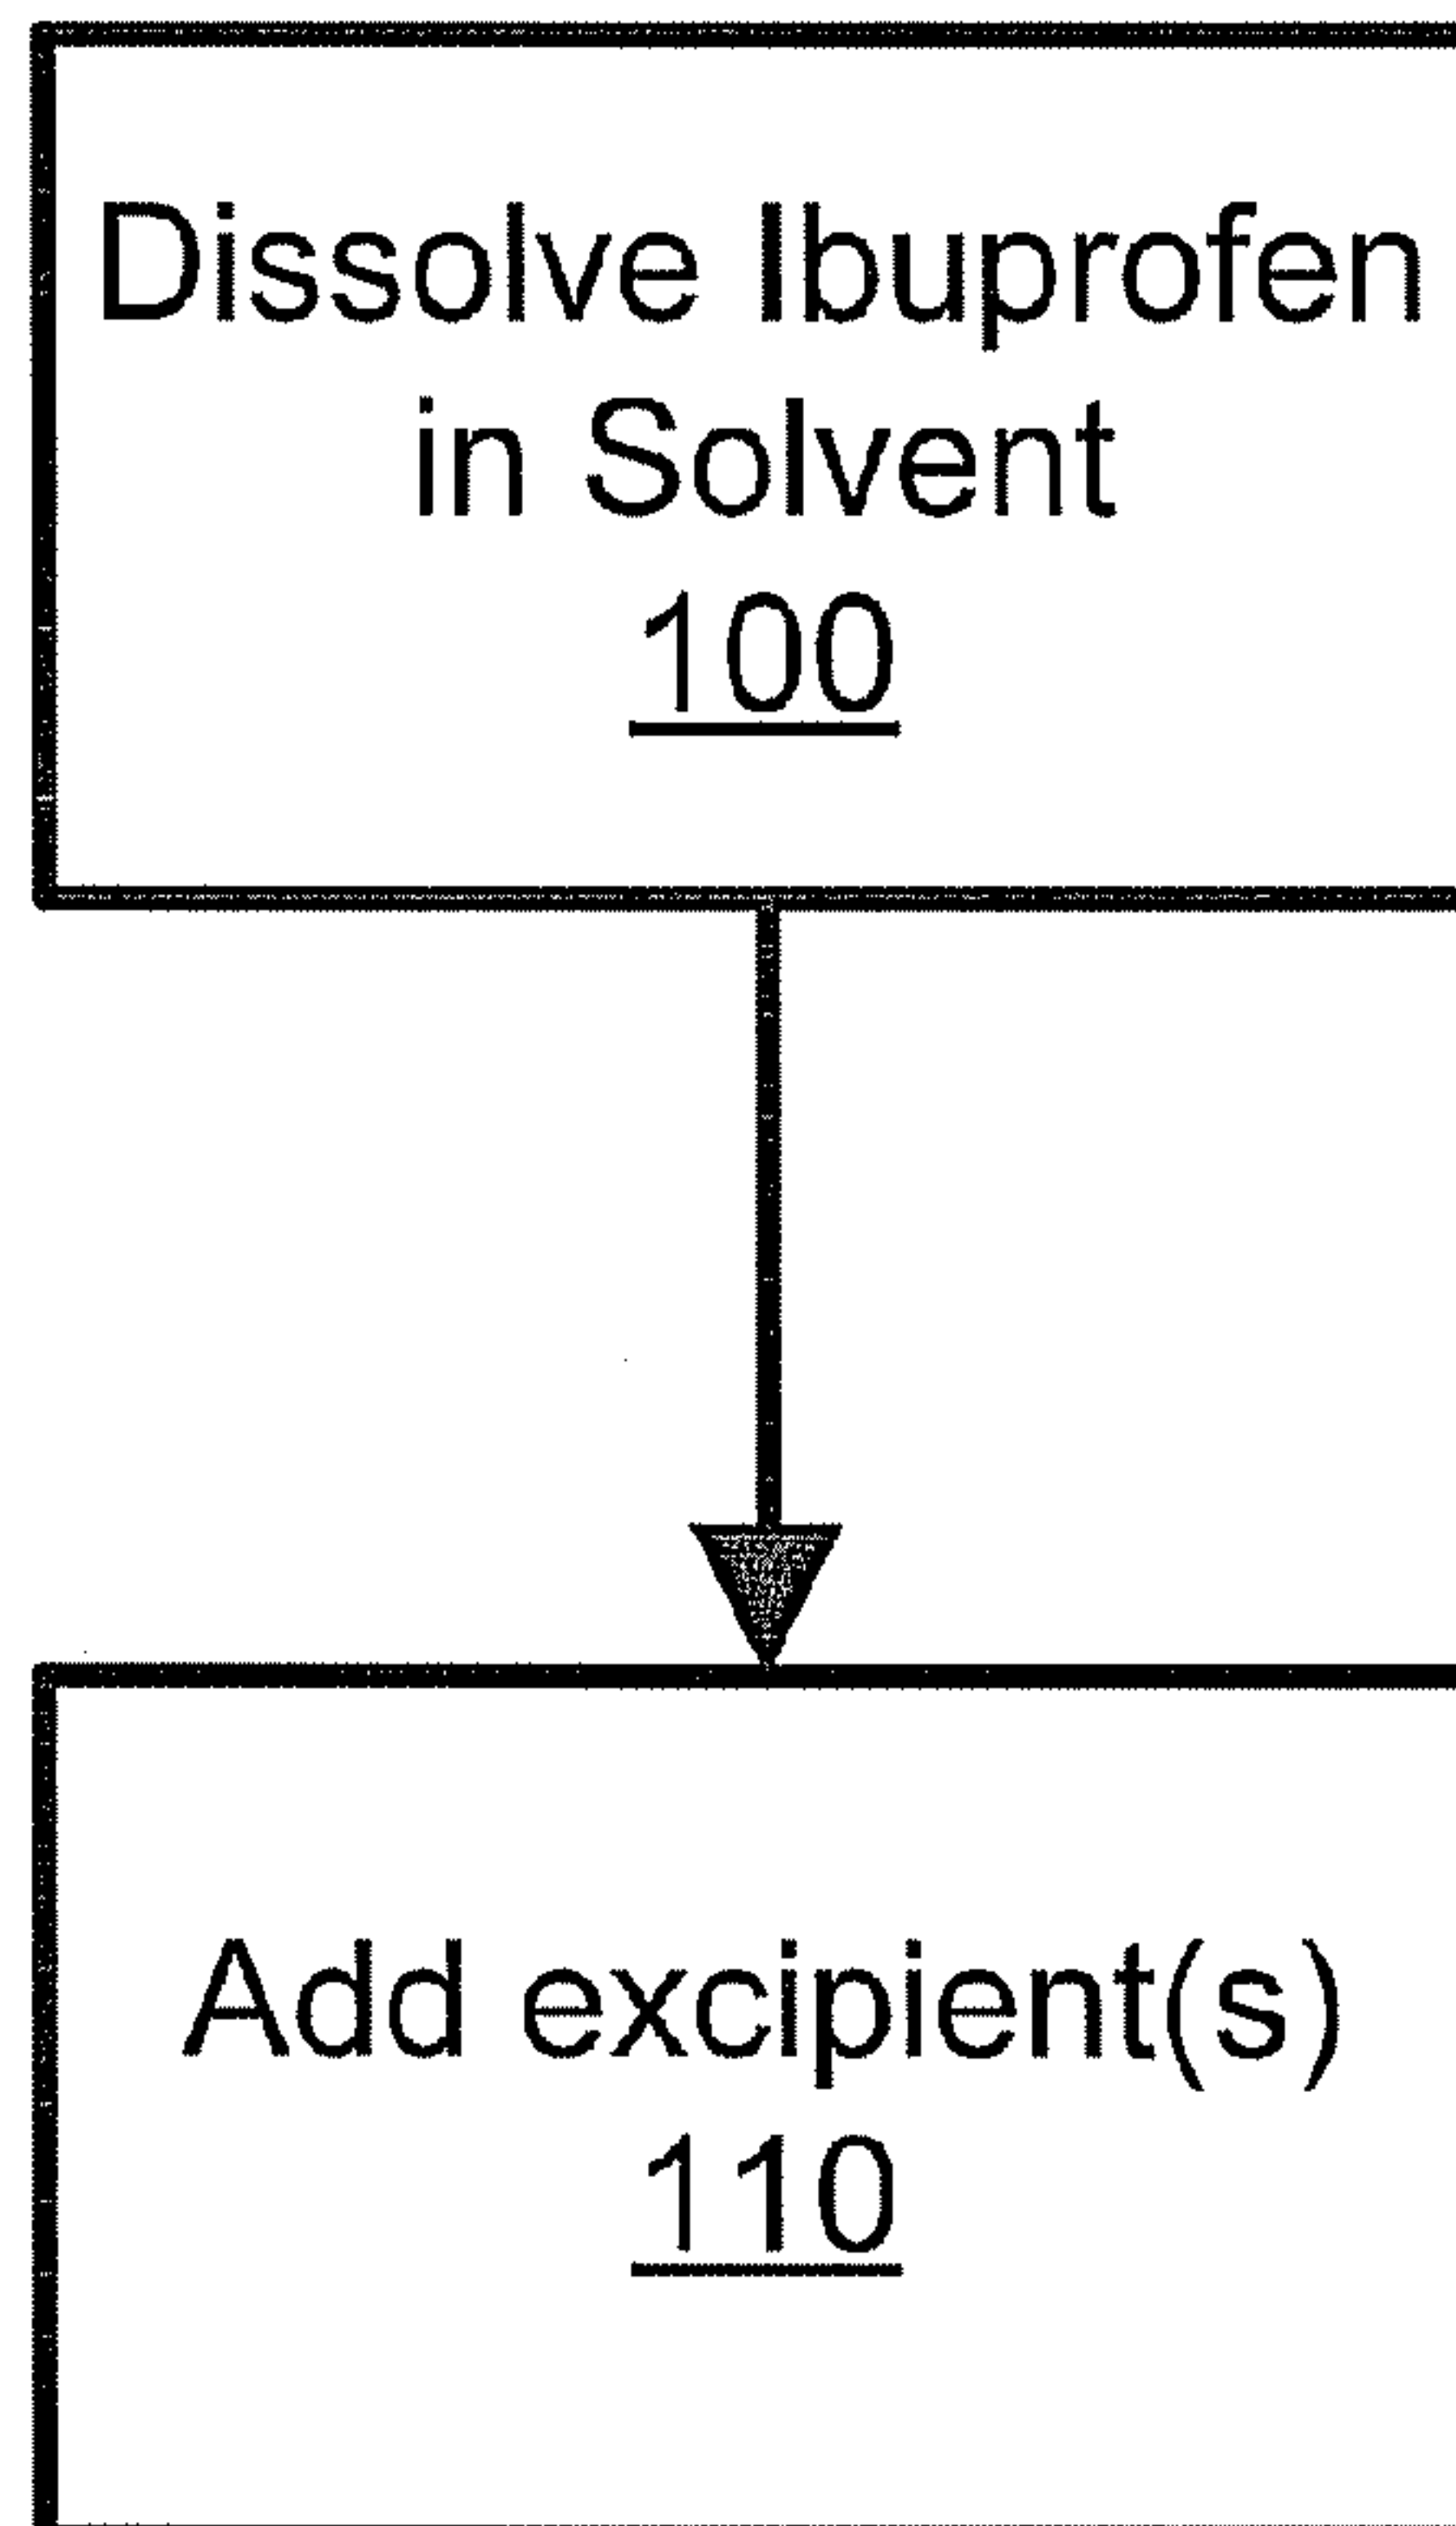 Dissolve Ibuprofen
in Solvent
100
Add excipient(s)
110